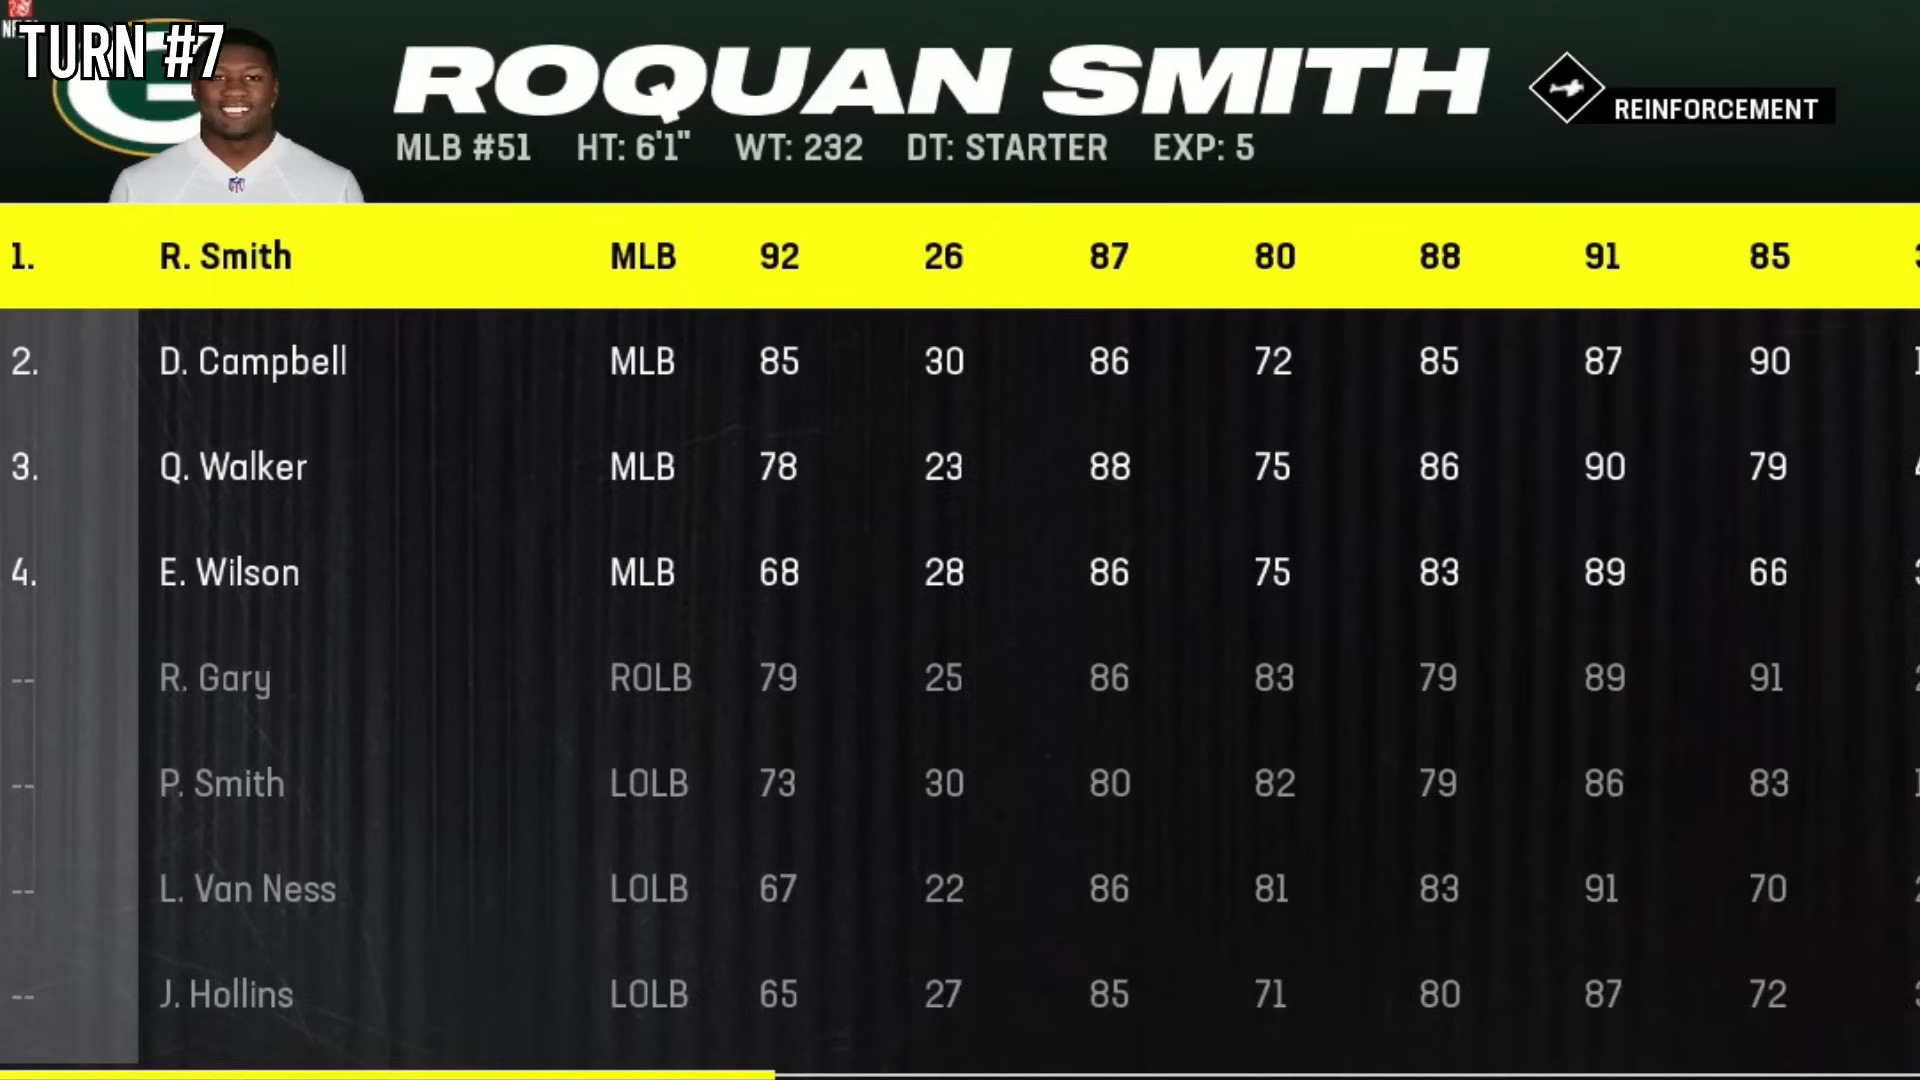 TURN #7
ROQUAN SMITH
REINFORCEMENT
MLB #51 HT: 6'1" WT: 232 DT: STARTER EXP: 5
1. R. Smith MLB 92 26 87 80 88 91 85
2. D. Campbell MLB 85 30 86 72 85 87 90
3. Q. Walker MLB 78 23 88 75 86 90 79
4. E. Wilson MLB 68 28 86 75 83 89 66
-- R. Gary ROLB 79 25 86 83 79 89 91
-- P. Smith LOLB 73 30 80 82 79 86 83
-- L. Van Ness LOLB 67 22 86 81 83 91 70
-- J. Hollins LOLB 65 27 85 71 80 87 72